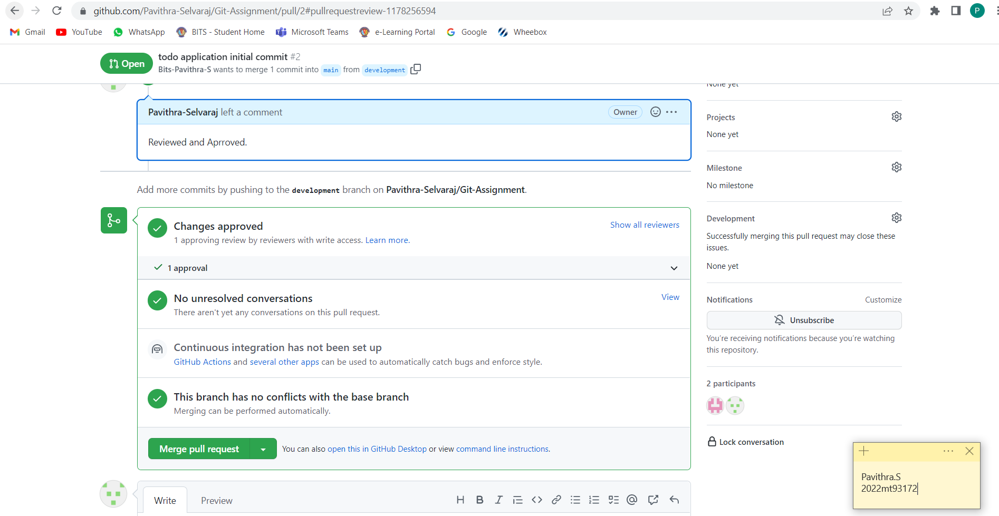 github.com/Pavithra-Selvaraj/Git-Assignment/pull/2#pullrequestreview-1178256594
P
Gmail YouTube WhatsApp BITS - Student Home Microsoft Teams e-Learning Portal Google Wheebox
Open
todo application initial commit #2
Bits-Pavithra-S wants to merge 1 commit into main from development
None yet
Pavithra-Selvaraj left a comment
Owner
Reviewed and Aprroved.
Add more commits by pushing to the development branch on Pavithra-Selvaraj/Git-Assignment.
Changes approved
Show all reviewers
1 approving review by reviewers with write access. Learn more.
1 approval
No unresolved conversations
View
There aren't yet any conversations on this pull request.
Continuous integration has not been set up
GitHub Actions and several other apps can be used to automatically catch bugs and enforce style.
This branch has no conflicts with the base branch
Merging can be performed automatically.
Merge pull request
You can also open this in GitHub Desktop or view command line instructions.
Write
Preview
Projects
None yet
Milestone
No milestone
Development
Successfully merging this pull request may close these
issues.
None yet
Notifications
Customize
Unsubscribe
You’re receiving notifications because you’re watching
this repository.
2 participants
Lock conversation
Pavithra.S
2022mt93172